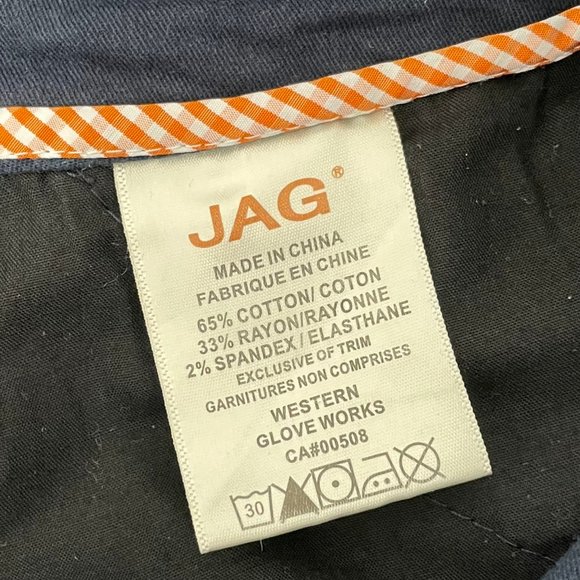 JAG®
MADE IN CHINA
FABRIQUE EN CHINE
65% COTTON/ COTON
33% RAYON/RAYONNE
2% SPANDEX / ELASTHANE
EXCLUSIVE OF TRIM
GARNITURES NON COMPRISES
WESTERN
GLOVE WORKS
CA#00508
30